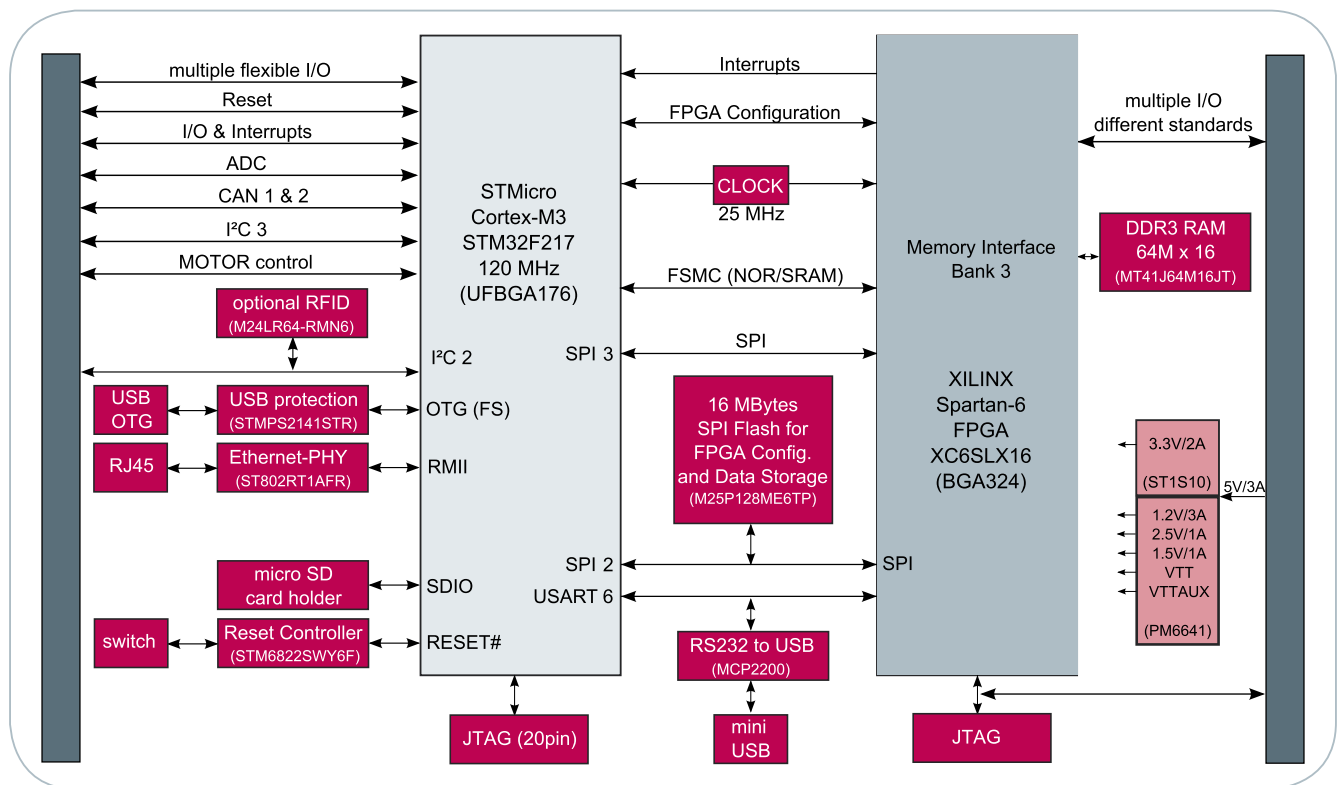 multiple flexible I/O
Reset
I/O & Interrupts
ADC
CAN 1 & 2
I²C 3
MOTOR control
optional RFID
(M24LR64-RMN6)
I²C 2
USB
OTG
USB protection
(STMPS2141STR)
OTG (FS)
RJ45
Ethernet-PHY
(ST802RT1AFR)
RMII
micro SD
card holder
SDIO
switch
Reset Controller
(STM6822SWY6F)
RESET#
STMicro
Cortex-M3
STM32F217
120 MHz
(UFBGA176)
SPI 3
SPI 2
USART 6
JTAG (20pin)
Interrupts
FPGA Configuration
CLOCK
25 MHz
FSMC (NOR/SRAM)
SPI
16 MBytes
SPI Flash for
FPGA Config.
and Data Storage
(M25P128ME6TP)
RS232 to USB
(MCP2200)
mini
USB
Memory Interface
Bank 3
XILINX
Spartan-6
FPGA
XC6SLX16
(BGA324)
SPI
JTAG
multiple I/O
different standards
DDR3 RAM
64M x 16
(MT41J64M16JT)
3.3V/2A
(ST1S10)
5V/3A
1.2V/3A
2.5V/1A
1.5V/1A
VTT
VTTAUX
(PM6641)